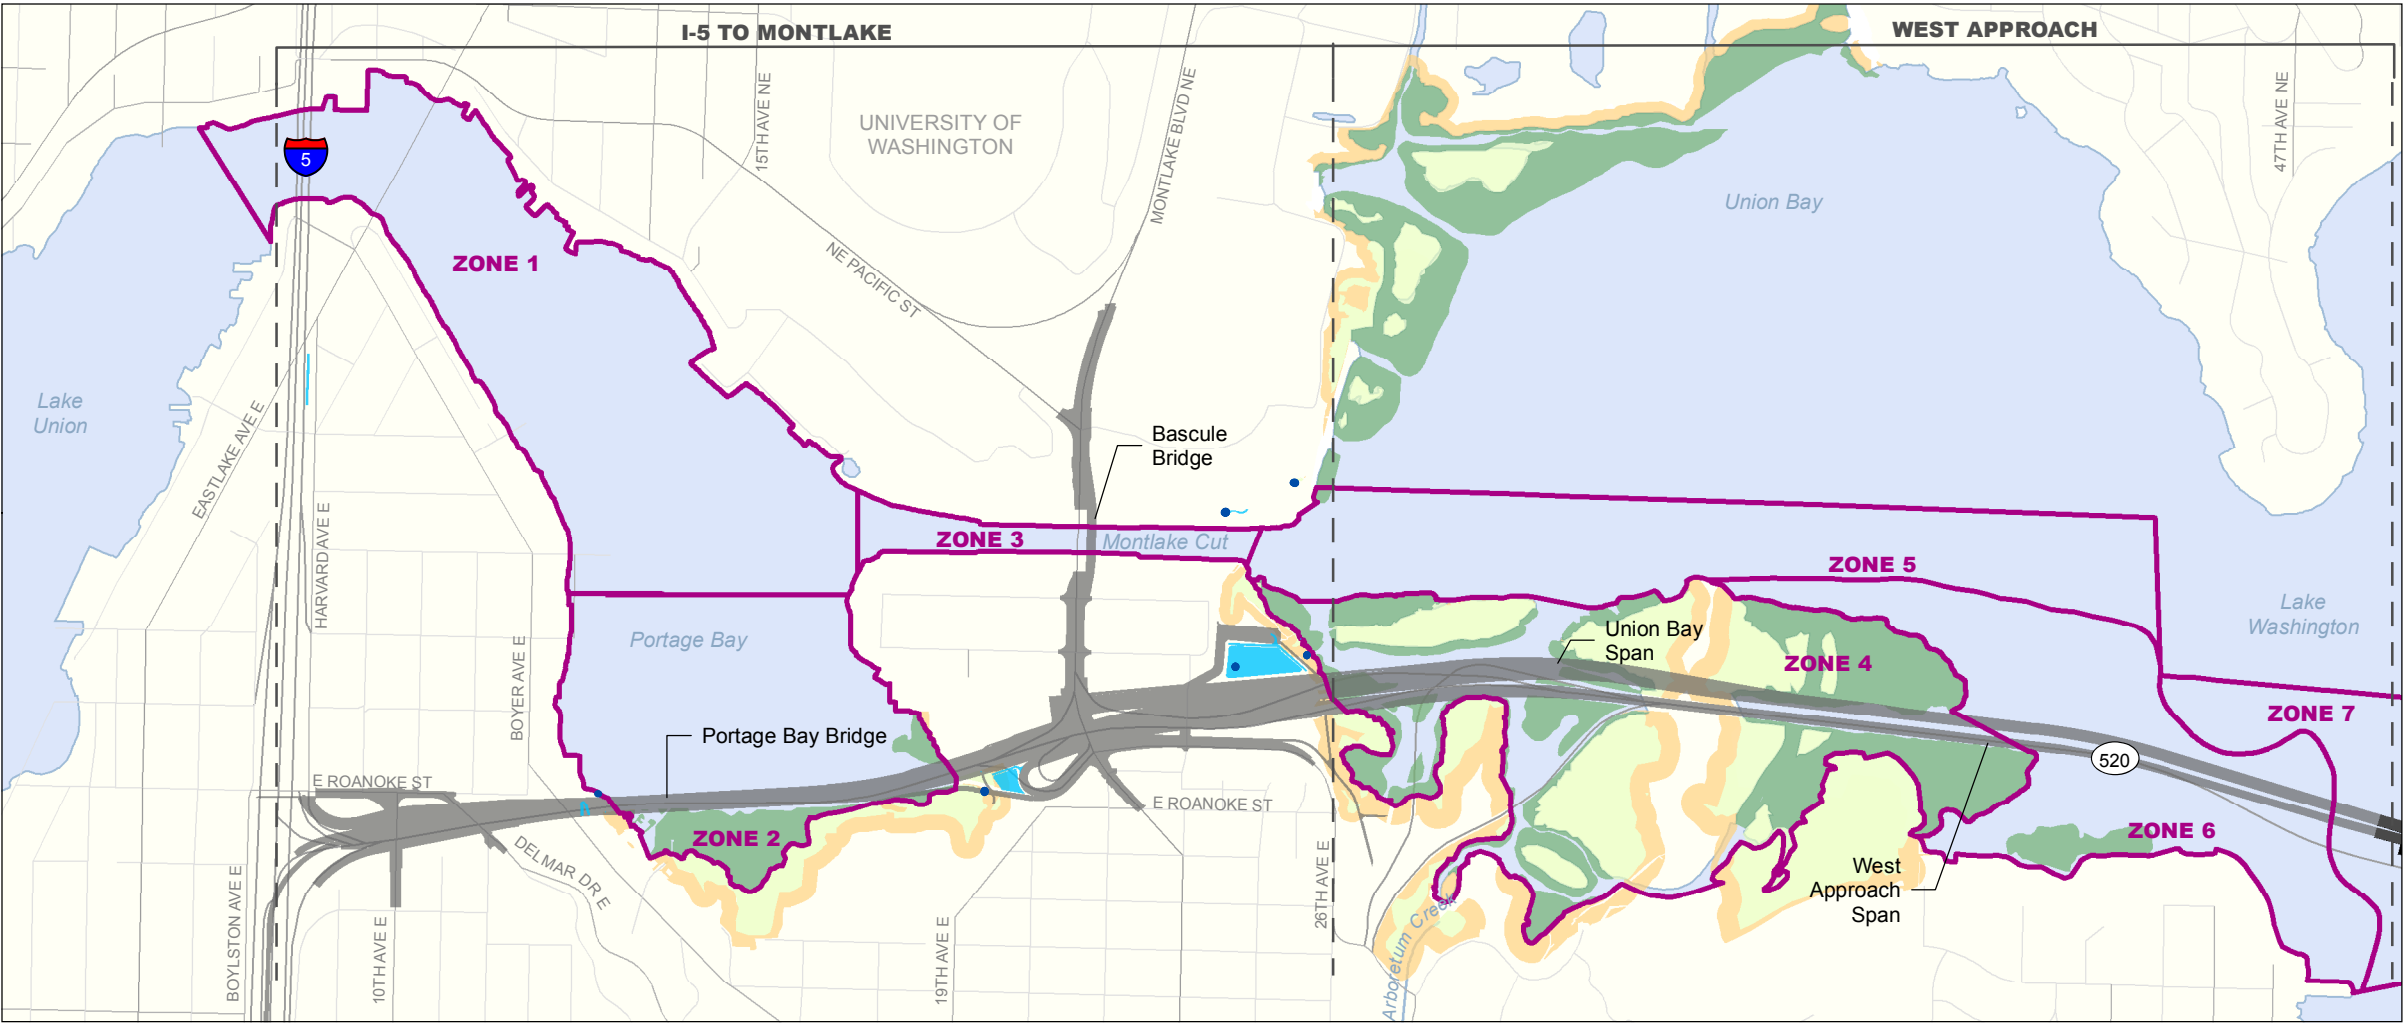 I-5 TO MONTLAKE
WEST APPROACH
5
15TH AVE NE
UNIVERSITY OF
WASHINGTON
MONTLAKE BLVD NE
47TH AVE NE
Union Bay
ZONE 1
NE PACIFIC ST
Lake
Union
EASTLAKE AVE E
Bascule
Bridge
HARVARD AVE E
ZONE 3
Montlake Cut
ZONE 5
Lake
Washington
Portage Bay
BOYER AVE E
Union Bay
Span
ZONE 4
ZONE 7
Portage Bay Bridge
520
E ROANOKE ST
E ROANOKE ST
ZONE 2
ZONE 6
DELMAR DR E
West
Approach
Span
BOYLSTON AVE E
10TH AVE E
19TH AVE E
26TH AVE E
Arboretum Creek